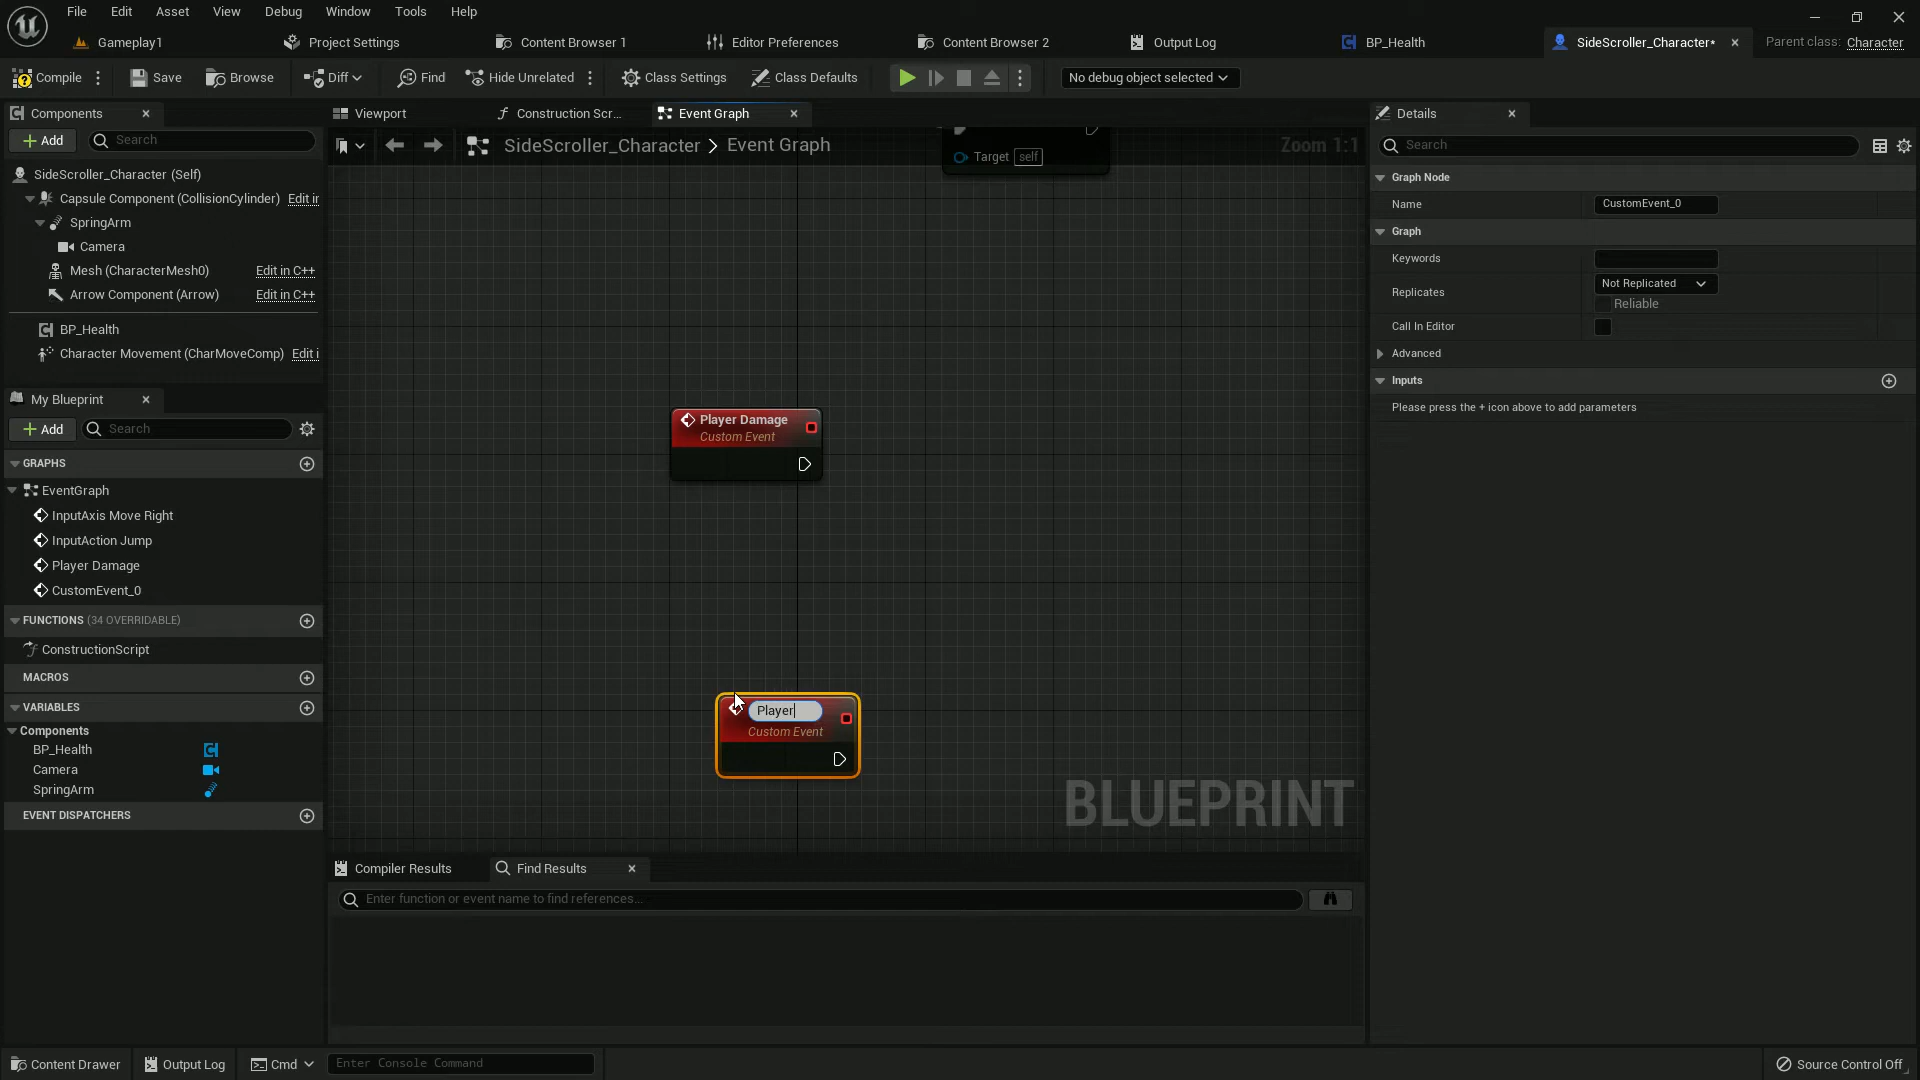 File Edit Asset View Debug Window Tools Help
Gameplay1 Project Settings Content Browser 1 Editor Preferences Content Browser 2 Output Log BP_Health SideScroller_Character* Parent class: Character
Compile Save Browse Diff Find Hide Unrelated Class Settings Class Defaults No debug object selected
Components
Add Search
SideScroller_Character (Self)
Capsule Component (CollisionCylinder) Edit ir
SpringArm
Camera
Mesh (CharacterMesh0) Edit in C++
Arrow Component (Arrow) Edit in C++
BP_Health
Character Movement (CharMoveComp) Edit i
My Blueprint
Add Search
GRAPHS
EventGraph
InputAxis Move Right
InputAction Jump
Player Damage
CustomEvent_0
FUNCTIONS (34 OVERRIDABLE)
ConstructionScript
MACROS
VARIABLES
Components
BP_Health
Camera
SpringArm
EVENT DISPATCHERS
Viewport Construction Scr... Event Graph
SideScroller_Character > Event Graph Zoom 1:1
Target self
Player Damage
Custom Event
Player
Custom Event
BLUEPRINT
Compiler Results Find Results
Enter function or event name to find references...
Details
Search
Graph Node
Name CustomEvent_0
Graph
Keywords
Replicates Not Replicated
Reliable
Call In Editor
Advanced
Inputs
Please press the + icon above to add parameters
Content Drawer Output Log Cmd Enter Console Command Source Control Off